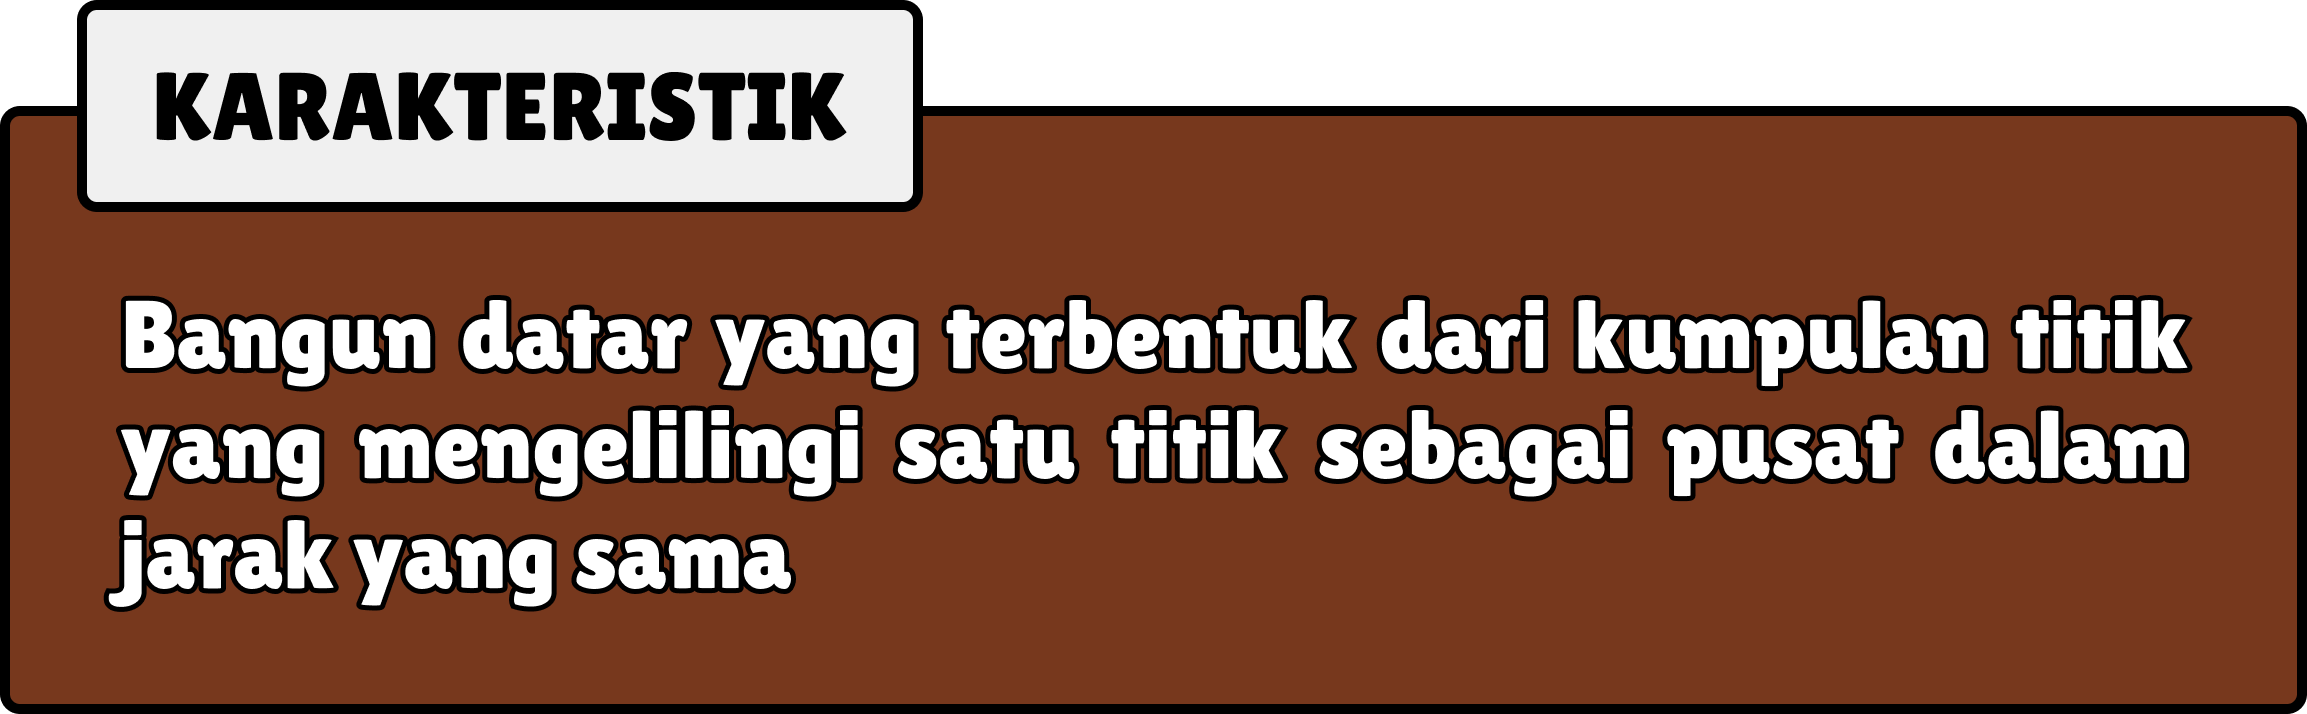 KARAKTERISTIK
Bangun datar yang terbentuk dari kumpulan titik
yang mengelilingi satu titik sebagai pusat dalam
jarak yang sama